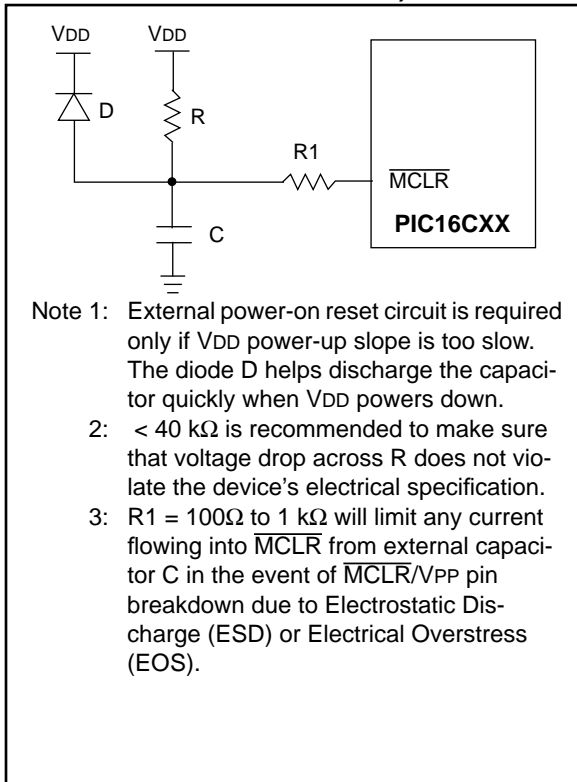 VDD VDD
D
R
R1
MCLR
C
PIC16CXX
Note 1: External power-on reset circuit is required
only if VDD power-up slope is too slow.
The diode D helps discharge the capaci-
tor quickly when VDD powers down.
2: < 40 kΩ is recommended to make sure
that voltage drop across R does not vio-
late the device's electrical specification.
3: R1 = 100Ω to 1 kΩ will limit any current
flowing into MCLR from external capaci-
tor C in the event of MCLR/VPP pin
breakdown due to Electrostatic Dis-
charge (ESD) or Electrical Overstress
(EOS).